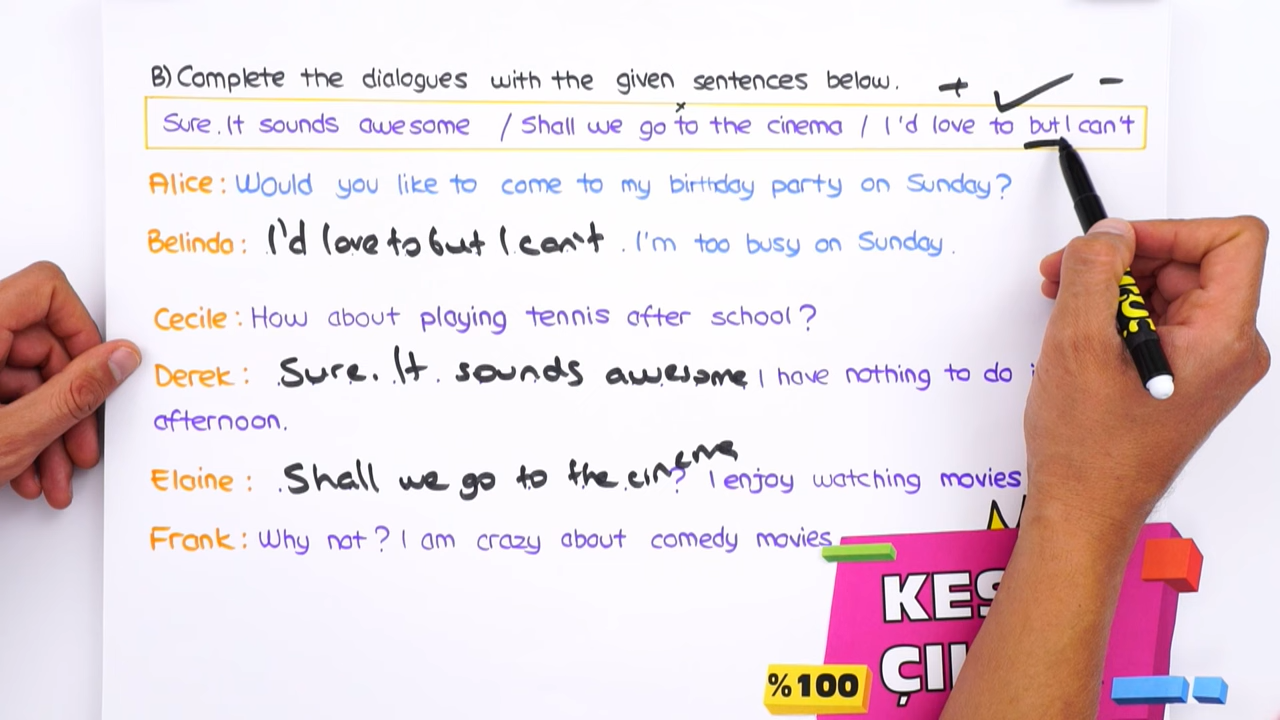 B) Complete the dialogues with the given sentences below. + ✓ -
Sure. It sounds awesome / Shall we go to the cinema / I'd love to but I can't
Alice: Would you like to come to my birthday party on Sunday?
Belinda: I'd love to but I can't. I'm too busy on Sunday.
Cecile: How about playing tennis after school?
Derek: Sure. It sounds awesome I have nothing to do
afternoon.
Elaine: Shall we go to the cinema? I enjoy watching movies
Frank: Why not? I am crazy about comedy movies
%100